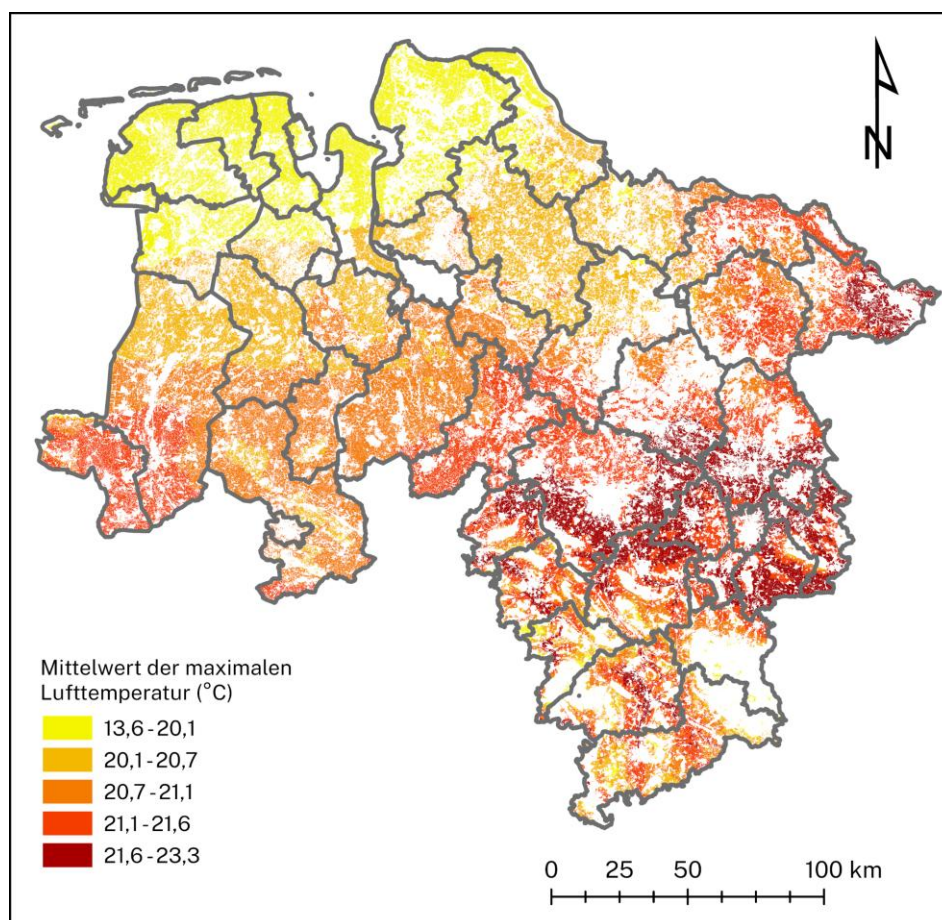 N
Mittelwert der maximalen
Lufttemperatur (°C)
13,6 - 20,1
20,1 - 20,7
20,7 - 21,1
21,1 - 21,6
21,6 - 23,3
0 25 50 100 km